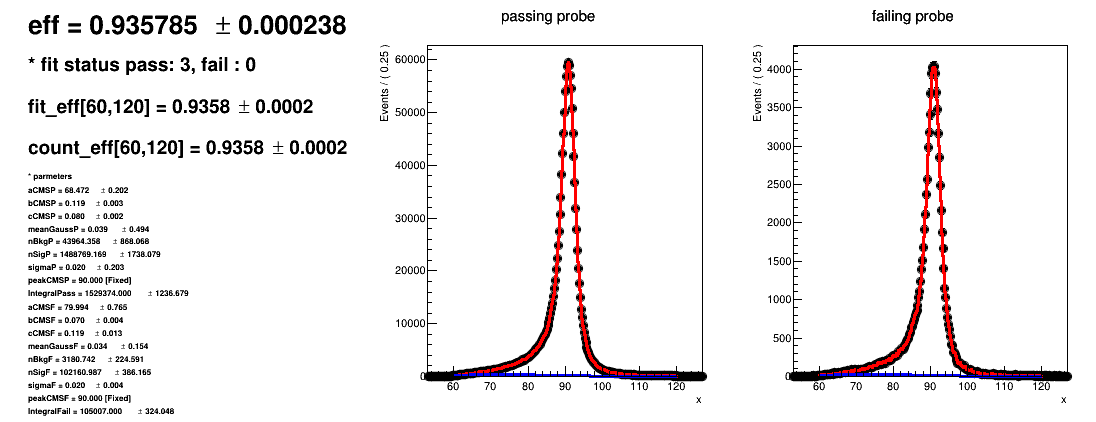 eff = 0.935785 ± 0.000238
* fit status pass: 3, fail : 0
fit_eff[60,120] = 0.9358 ± 0.0002
count_eff[60,120] = 0.9358 ± 0.0002
* parmeters
aCMSP = 68.472 ± 0.202
bCMSP = 0.119 ± 0.003
cCMSP = 0.080 ± 0.002
meanGaussP = 0.039 ± 0.494
nBkgP = 43964.358 ± 868.068
nSigP = 1488769.169 ± 1738.079
sigmaP = 0.020 ± 0.203
peakCMSP = 90.000 [Fixed]
IntegralPass = 1529374.000 ± 1236.679
aCMSF = 79.994 ± 0.765
bCMSF = 0.070 ± 0.004
cCMSF = 0.119 ± 0.013
meanGaussF = 0.034 ± 0.154
nBkgF = 3180.742 ± 224.591
nSigF = 102160.987 ± 386.165
sigmaF = 0.020 ± 0.004
peakCMSF = 90.000 [Fixed]
IntegralFail = 105007.000 ± 324.048
passing probe
Events / ( 0.25 )
60000
50000
40000
30000
20000
10000
0
60 70 80 90 100 110 120
x
failing probe
Events / ( 0.25 )
4000
3500
3000
2500
2000
1500
1000
500
0
60 70 80 90 100 110 120
x